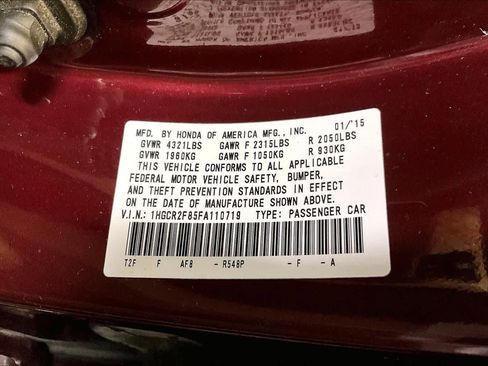 MFD. BY HONDA OF AMERICA MFG., INC. 01/'15
GVWR 4321LBS GAWR F 2315LBS R 2050LBS
GVWR 1960KG GAWR F 1050KG R 930KG
THIS VEHICLE CONFORMS TO ALL APPLICABLE
FEDERAL MOTOR VEHICLE SAFETY, BUMPER,
AND THEFT PREVENTION STANDARDS IN EFFECT
ON THE DATE OF MANUFACTURE SHOWN ABOVE.
V.I.N.: 1HGCR2F85FA110719 TYPE: PASSENGER CAR
T2F F AF8 - R548P - F - A